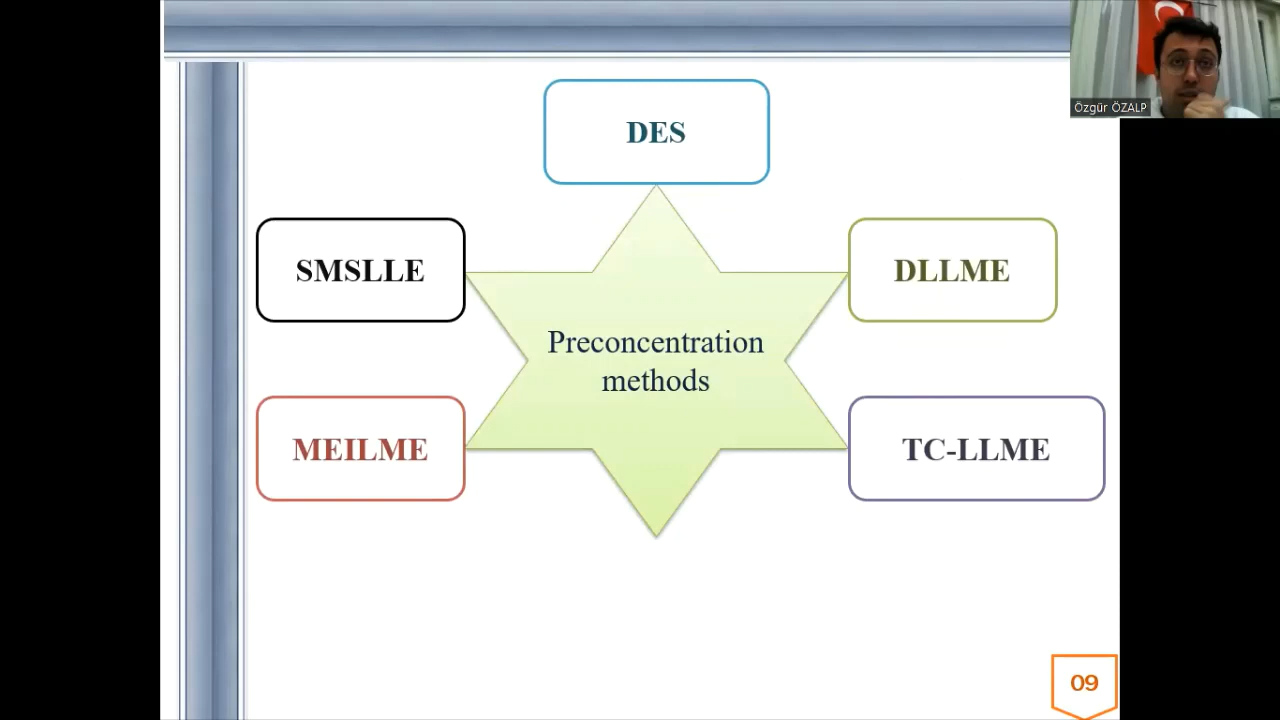 Özgür ÖZALP
DES
SMSLLE
DLLME
Preconcentration
methods
MEILME
TC-LLME
09